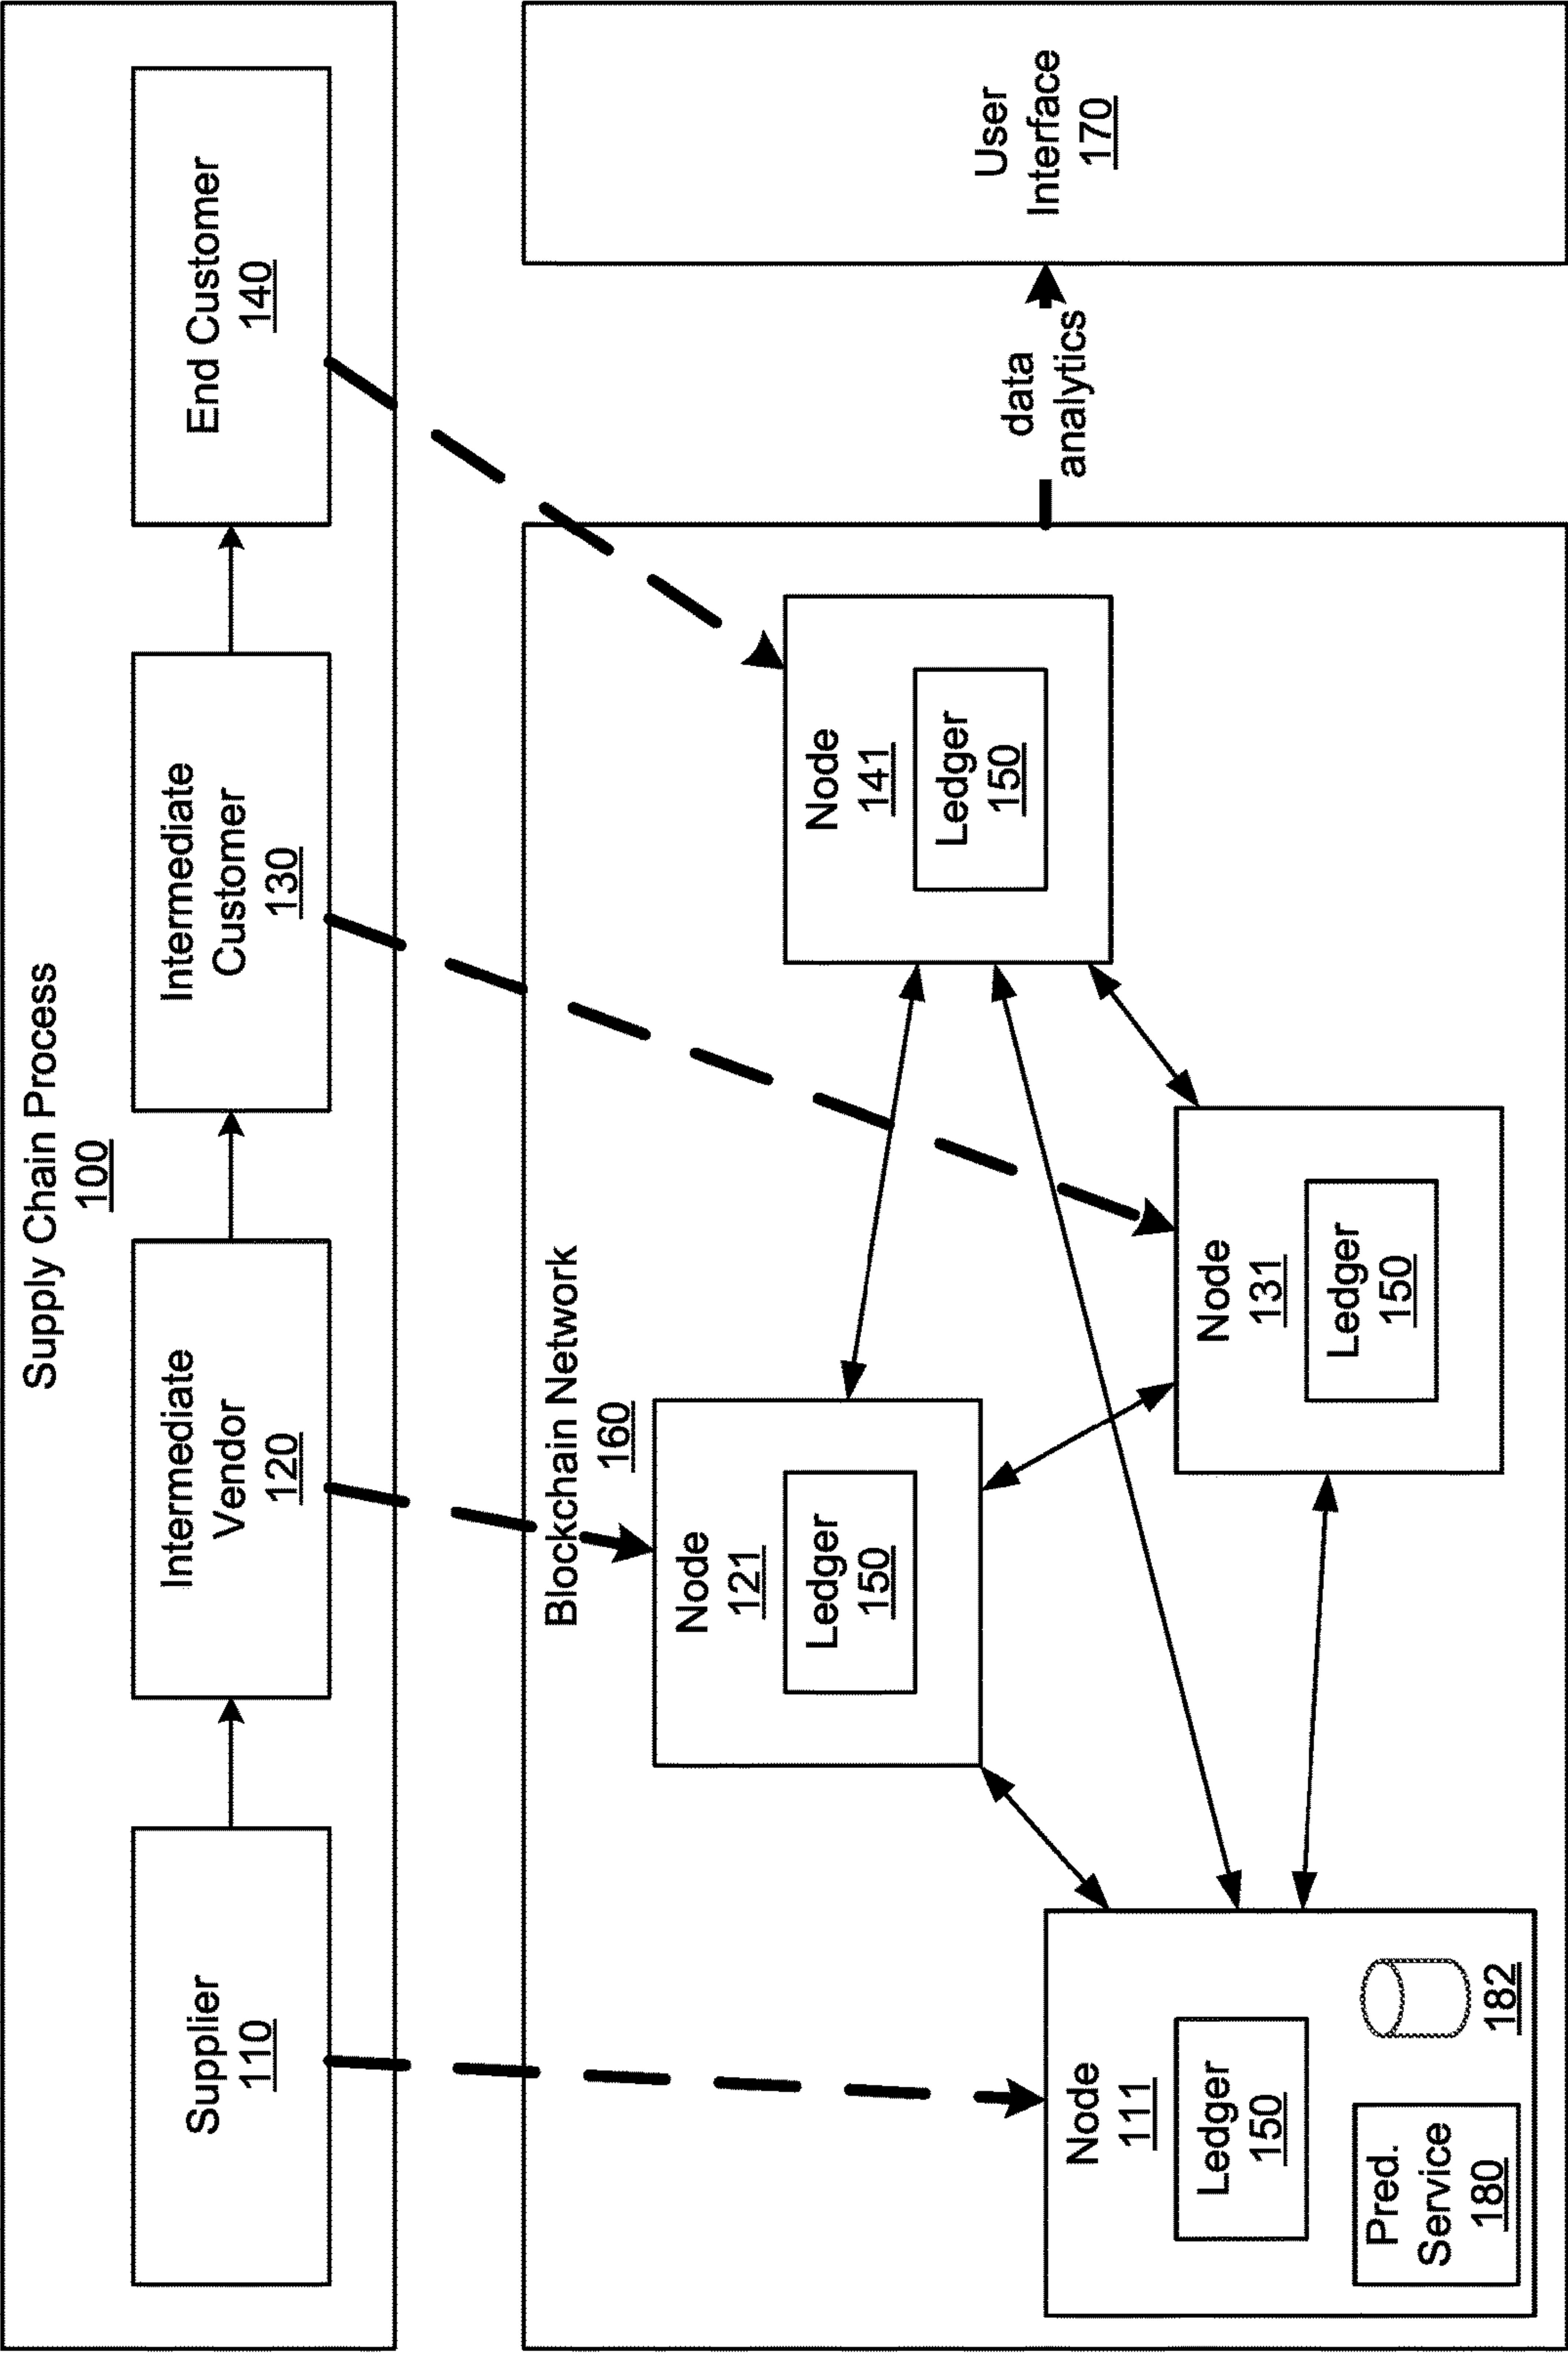 Supply Chain Process
100
Supplier
110
Intermediate
Vendor
120
Intermediate
Customer
130
End Customer
140
Blockchain Network
160
Node
121
Ledger
150
Node
141
Ledger
150
Node
111
Ledger
150
Pred.
Service
180
182
Node
131
Ledger
150
data
analytics
User
Interface
170